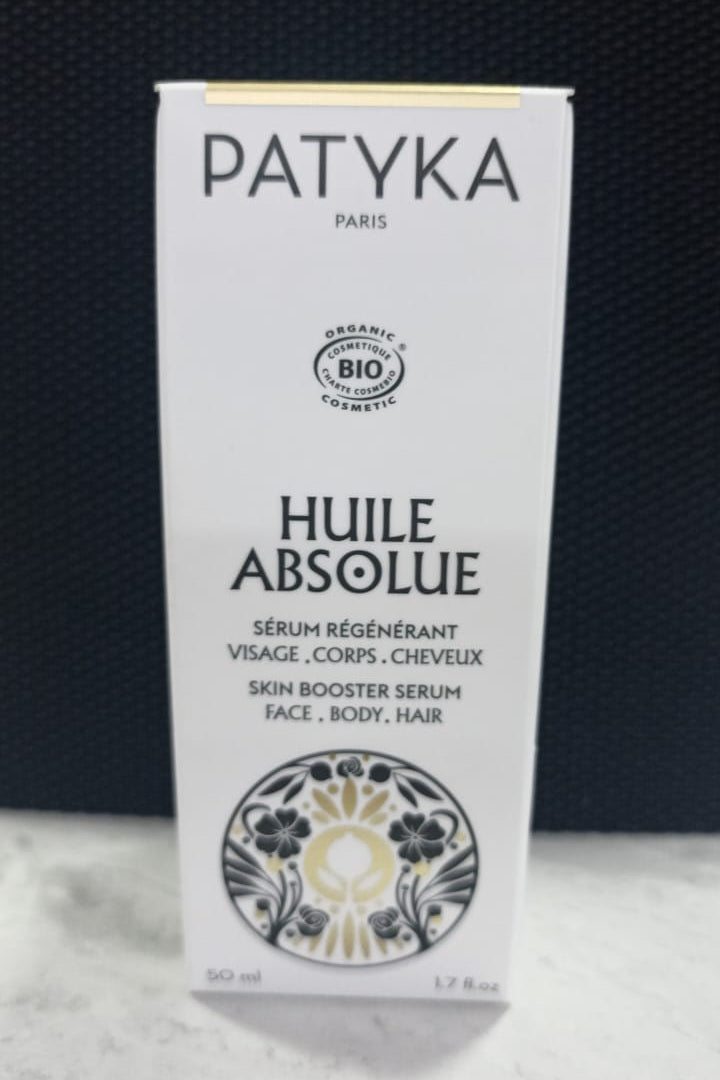 PATYKA
PARIS
ORGANIC
COSMETIQUE ®
BIO
CHARTE COSMEBIO
COSMETIC
HUILE
ABSOLUE
SÉRUM RÉGÉNÉRANT
VISAGE . CORPS . CHEVEUX
SKIN BOOSTER SERUM
FACE . BODY . HAIR
50 ml 1.7 fl.oz